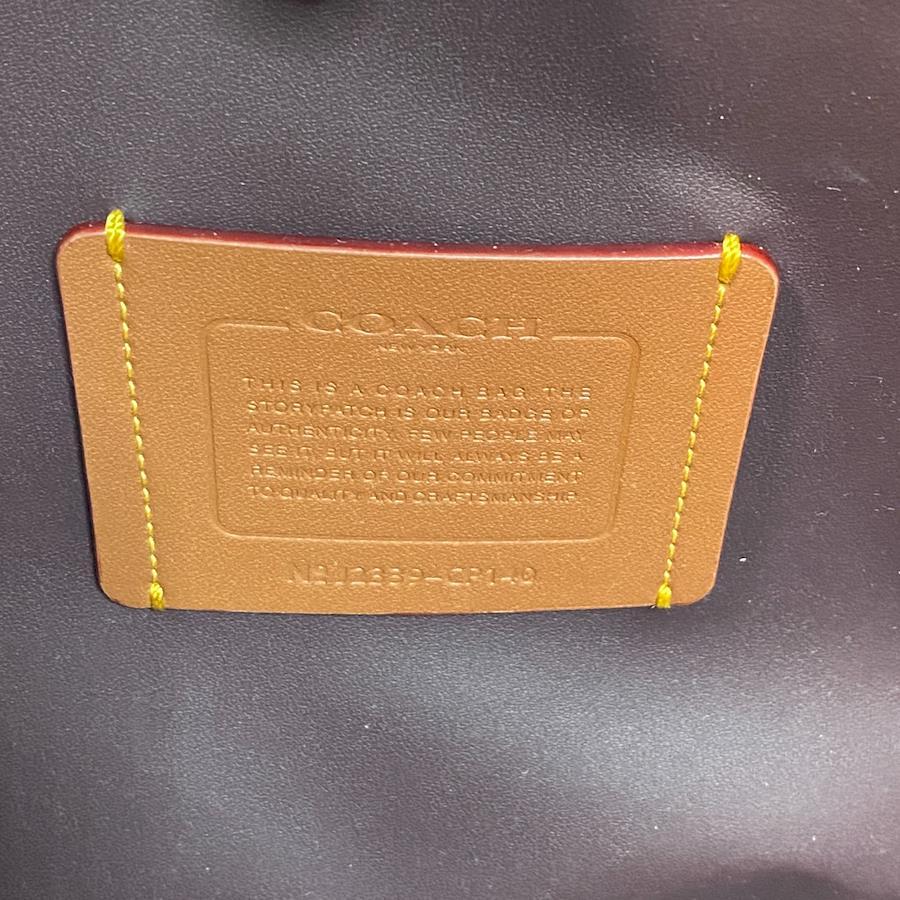 COACH
NEW YORK
THIS IS A COACH BAG. THE
STORYPATCH IS OUR BADGE OF
AUTHENTICITY. FEW PEOPLE MAY
SEE IT, BUT IT WILL ALWAYS BE A
REMINDER OF OUR COMMITMENT
TO QUALITY AND CRAFTSMANSHIP.